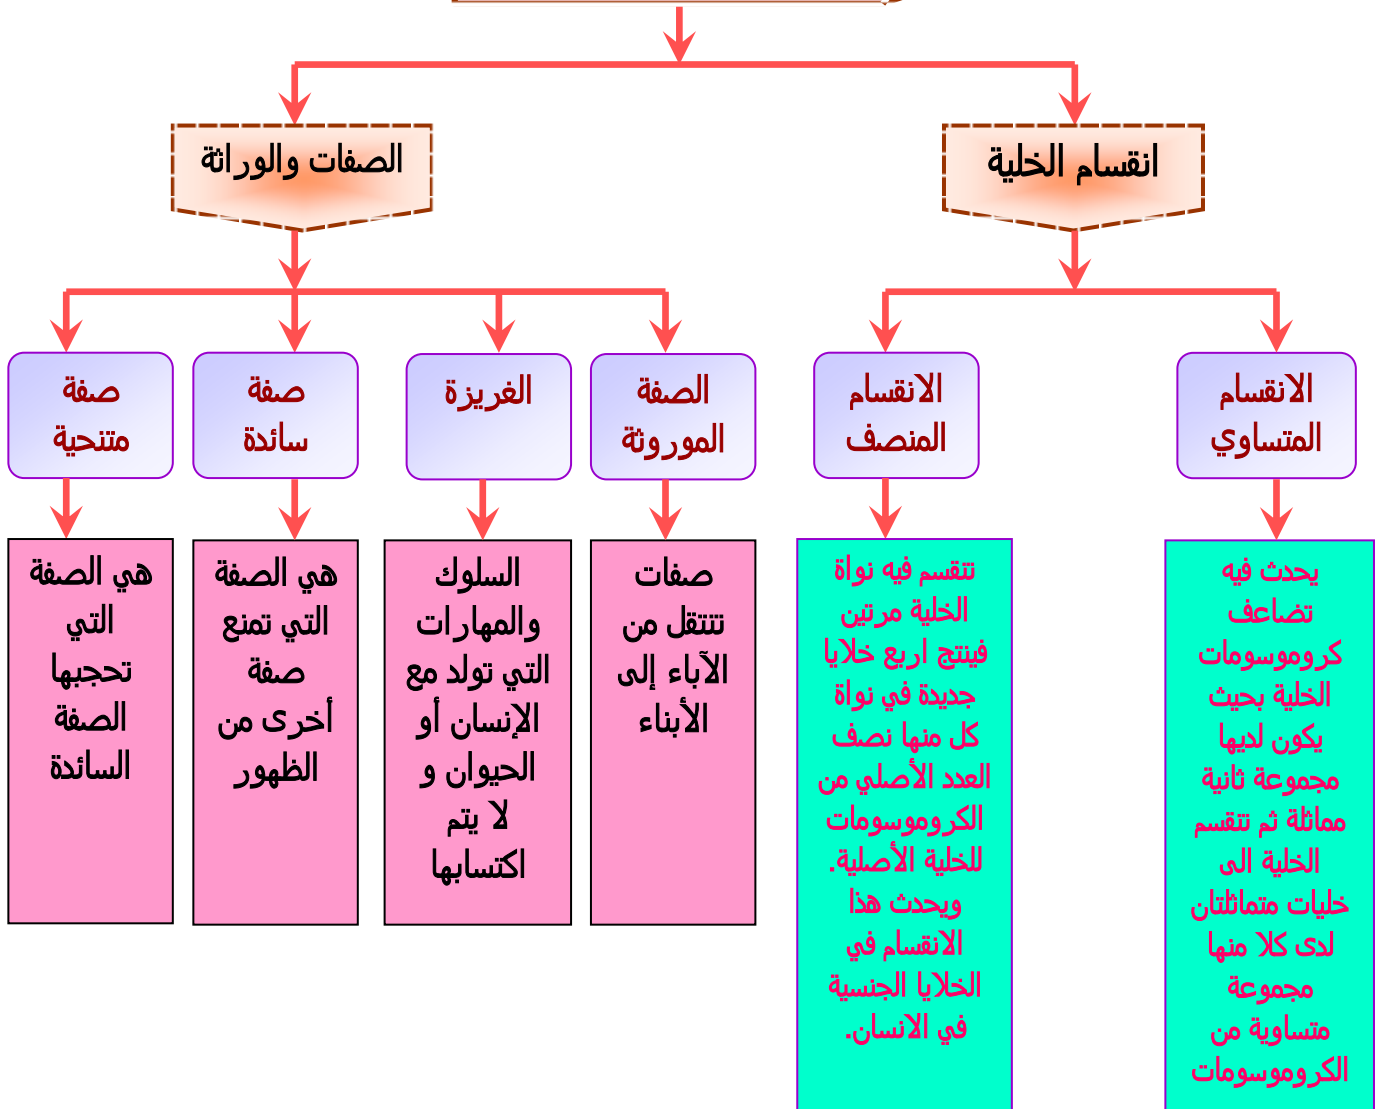 انقسام الخلية
الصفات والوراثة
الانقسام
المتساوي
الانقسام
المنصف
الصفة
الموروثة
الغريزة
صفة
سائدة
صفة
متنحية
يحدث فيه
تضاعف
كروموسومات
الخلية بحيث
يكون لديها
مجموعة ثانية
مماثلة ثم تتقسم
الخلية الى
خليات متماثلتان
لدى كلا منها
مجموعة
متساوية من
الكروموسومات
تتقسم فيه نواة
الخلية مرتين
فينتج اربع خلايا
جديدة في نواة
كل منها نصف
العدد الأصلي من
الكروموسومات
للخلية الأصلية.
ويحدث هذا
الانقسام في
الخلايا الجنسية
في الانسان.
صفات
تنتقل من
الآباء إلى
الأبناء
السلوك
والمهارات
التي تولد مع
الإنسان أو
الحيوان و
لا يتم
اكتسابها
هي الصفة
التي تمنع
صفة
أخرى من
الظهور
هي الصفة
التي
تحجبها
الصفة
السائدة